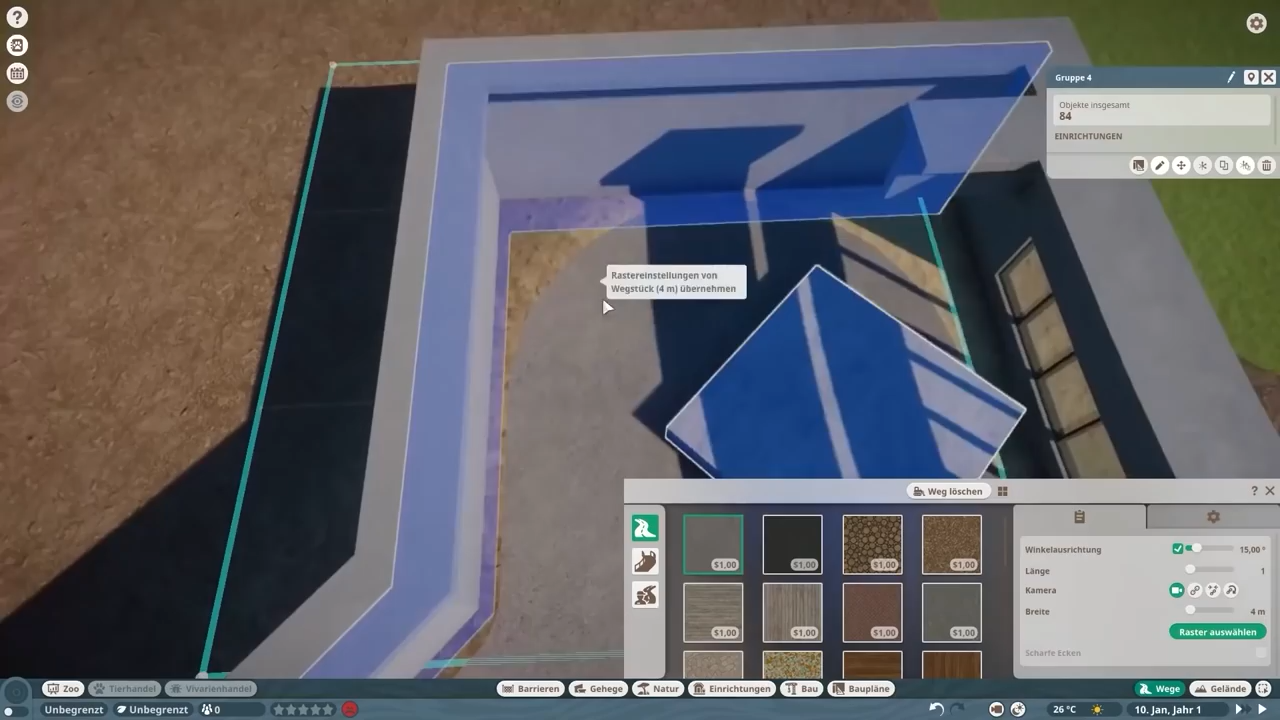 ?
Gruppe 4
Objekte insgesamt
84
EINRICHTUNGEN
Rastereinstellungen von
Wegstück (4 m) übernehmen
Weg löschen
?
$1,00
$1,00
$1,00
$1,00
$1,00
$1,00
$1,00
$1,00
Winkelausrichtung
15,00 °
Länge
1
Kamera
Breite
4 m
Raster auswählen
Scharfe Ecken
Zoo
Tierhandel
Vivarienhandel
Barrieren
Gehege
Natur
Einrichtungen
Bau
Baupläne
Wege
Gelände
Unbegrenzt
Unbegrenzt
0
26 °C
10. Jan, Jahr 1